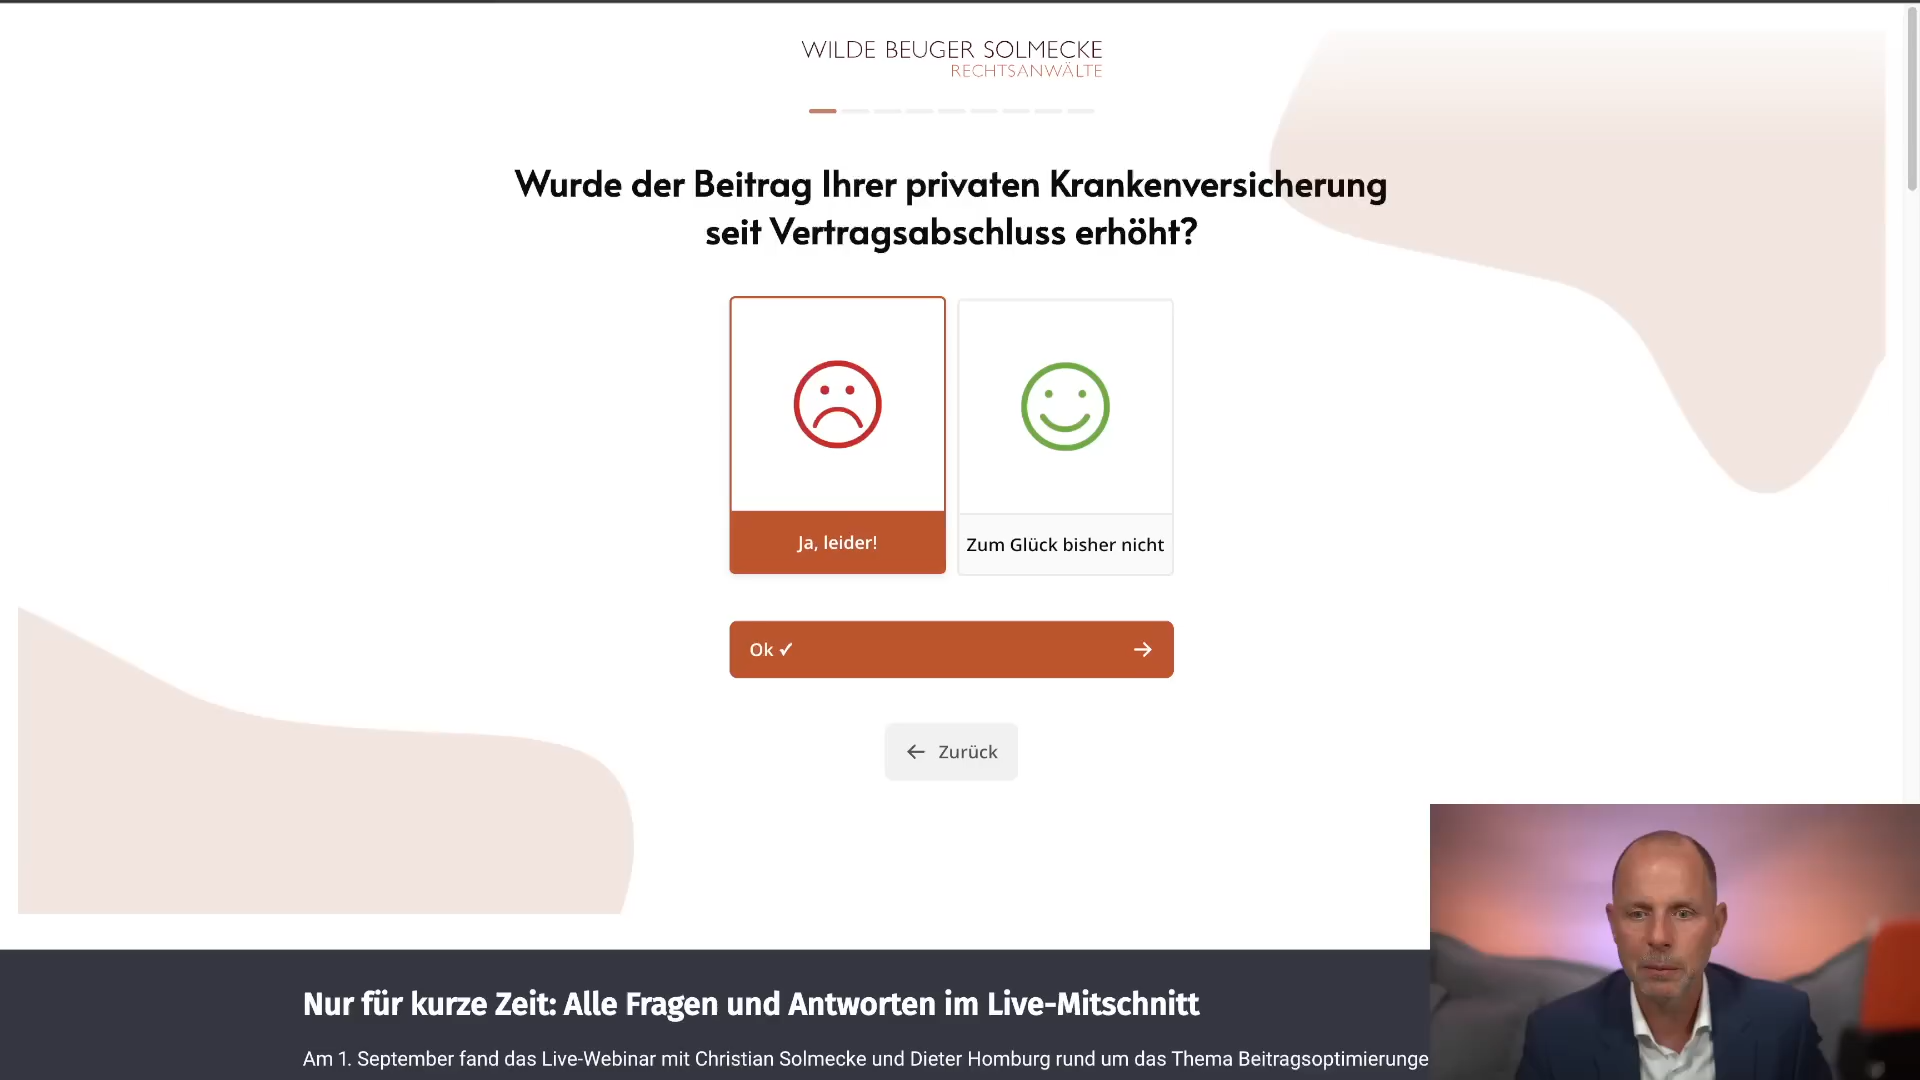 WILDE BEUGER SOLMECKE
RECHTSANWÄLTE
Wurde der Beitrag Ihrer privaten Krankenversicherung
seit Vertragsabschluss erhöht?
Ja, leider!
Zum Glück bisher nicht
Ok ✓
Zurück
Nur für kurze Zeit: Alle Fragen und Antworten im Live-Mitschnitt
Am 1. September fand das Live-Webinar mit Christian Solmecke und Dieter Homburg rund um das Thema Beitragsoptimierunge